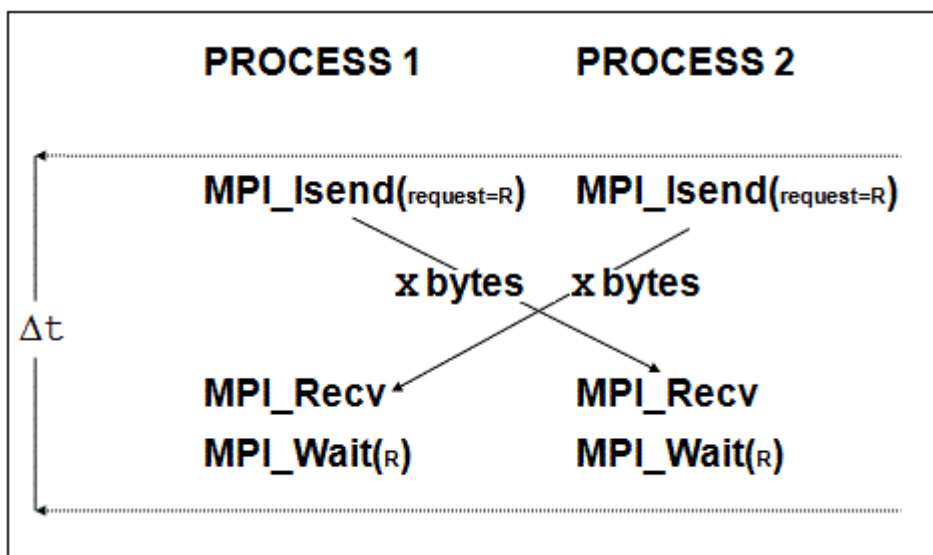 PROCESS 1 PROCESS 2
MPI_Isend(request=R) MPI_Isend(request=R)
x bytes x bytes
Δt
MPI_Recv MPI_Recv
MPI_Wait(R) MPI_Wait(R)